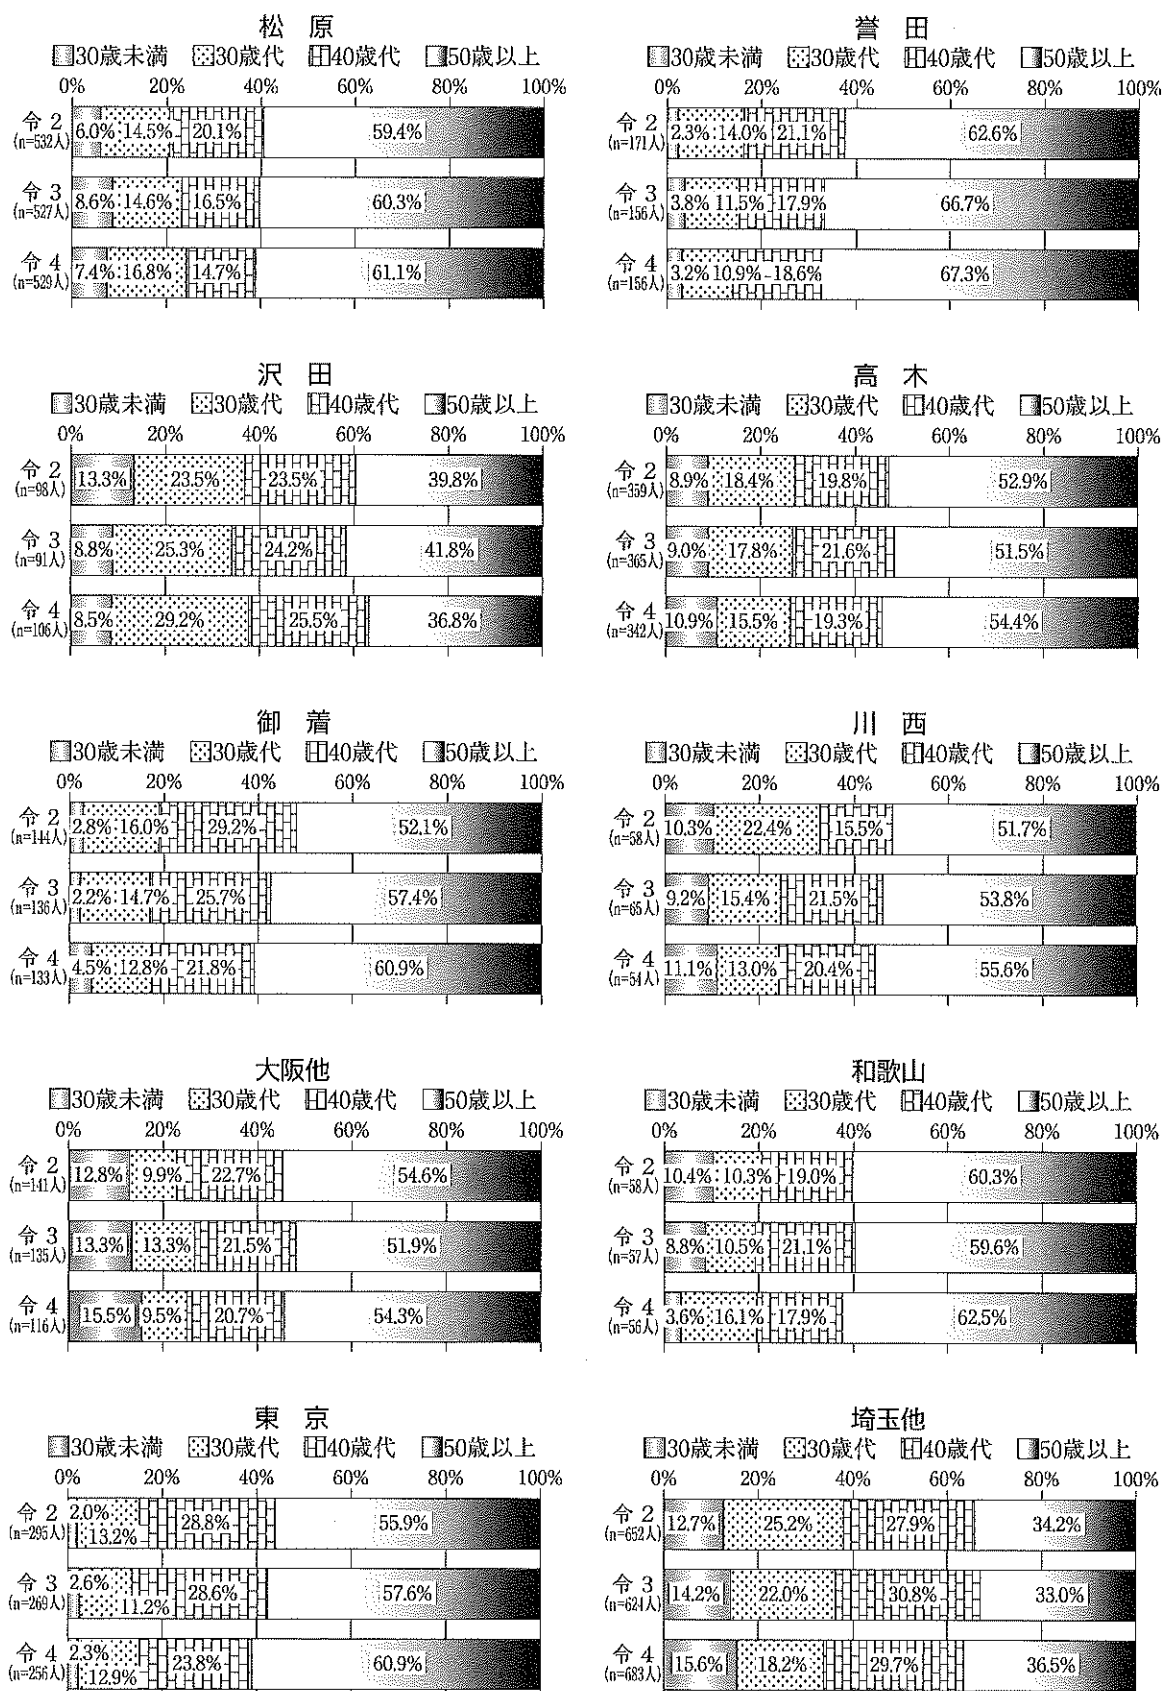 松原
30歳未満 30歳代 40歳代 50歳以上
0% 20% 40% 60% 80% 100%
令2
(n=532人)
6.0% 14.5% 20.1% 59.4%
令3
(n=527人)
8.6% 14.6% 16.5% 60.3%
令4
(n=529人)
7.4% 16.8% 14.7% 61.1%
誉田
30歳未満 30歳代 40歳代 50歳以上
0% 20% 40% 60% 80% 100%
令2
(n=171人)
2.3% 14.0% 21.1% 62.6%
令3
(n=156人)
3.8% 11.5% 17.9% 66.7%
令4
(n=156人)
3.2% 10.9% 18.6% 67.3%
沢田
30歳未満 30歳代 40歳代 50歳以上
0% 20% 40% 60% 80% 100%
令2
(n=98人)
13.3% 23.5% 23.5% 39.8%
令3
(n=91人)
8.8% 25.3% 24.2% 41.8%
令4
(n=106人)
8.5% 29.2% 25.5% 36.8%
高木
30歳未満 30歳代 40歳代 50歳以上
0% 20% 40% 60% 80% 100%
令2
(n=359人)
8.9% 18.4% 19.8% 52.9%
令3
(n=365人)
9.0% 17.8% 21.6% 51.5%
令4
(n=342人)
10.9% 15.5% 19.3% 54.4%
御着
30歳未満 30歳代 40歳代 50歳以上
0% 20% 40% 60% 80% 100%
令2
(n=144人)
2.8% 16.0% 29.2% 52.1%
令3
(n=136人)
2.2% 14.7% 25.7% 57.4%
令4
(n=133人)
4.5% 12.8% 21.8% 60.9%
川西
30歳未満 30歳代 40歳代 50歳以上
0% 20% 40% 60% 80% 100%
令2
(n=58人)
10.3% 22.4% 15.5% 51.7%
令3
(n=65人)
9.2% 15.4% 21.5% 53.8%
令4
(n=54人)
11.1% 13.0% 20.4% 55.6%
大阪他
30歳未満 30歳代 40歳代 50歳以上
0% 20% 40% 60% 80% 100%
令2
(n=141人)
12.8% 9.9% 22.7% 54.6%
令3
(n=135人)
13.3% 13.3% 21.5% 51.9%
令4
(n=116人)
15.5% 9.5% 20.7% 54.3%
和歌山
30歳未満 30歳代 40歳代 50歳以上
0% 20% 40% 60% 80% 100%
令2
(n=58人)
10.4% 10.3% 19.0% 60.3%
令3
(n=57人)
8.8% 10.5% 21.1% 59.6%
令4
(n=56人)
3.6% 16.1% 17.9% 62.5%
東京
30歳未満 30歳代 40歳代 50歳以上
0% 20% 40% 60% 80% 100%
令2
(n=295人)
2.0% 13.2% 28.8% 55.9%
令3
(n=269人)
2.6% 11.2% 28.6% 57.6%
令4
(n=256人)
2.3% 12.9% 23.8% 60.9%
埼玉他
30歳未満 30歳代 40歳代 50歳以上
0% 20% 40% 60% 80% 100%
令2
(n=652人)
12.7% 25.2% 27.9% 34.2%
令3
(n=624人)
14.2% 22.0% 30.8% 33.0%
令4
(n=683人)
15.6% 18.2% 29.7% 36.5%